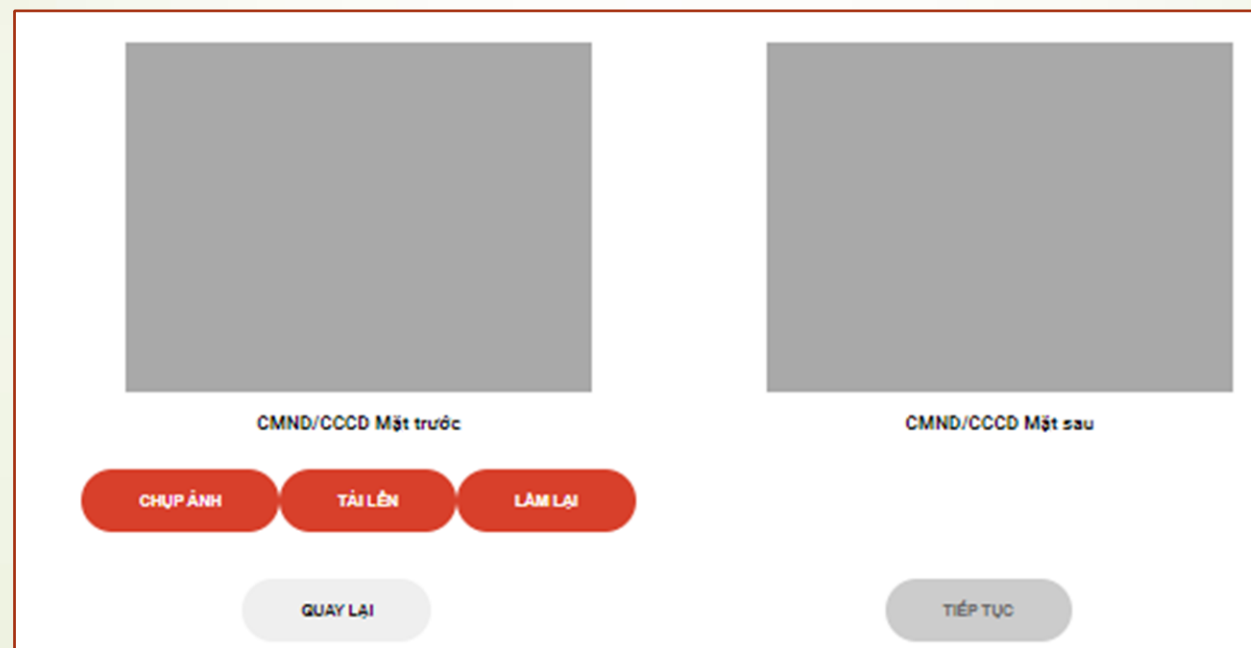 CMND/CCCD Mặt trước
CMND/CCCD Mặt sau
CHỤP ẢNH
TẢI LÊN
LÀM LẠI
QUAY LẠI
TIẾP TỤC